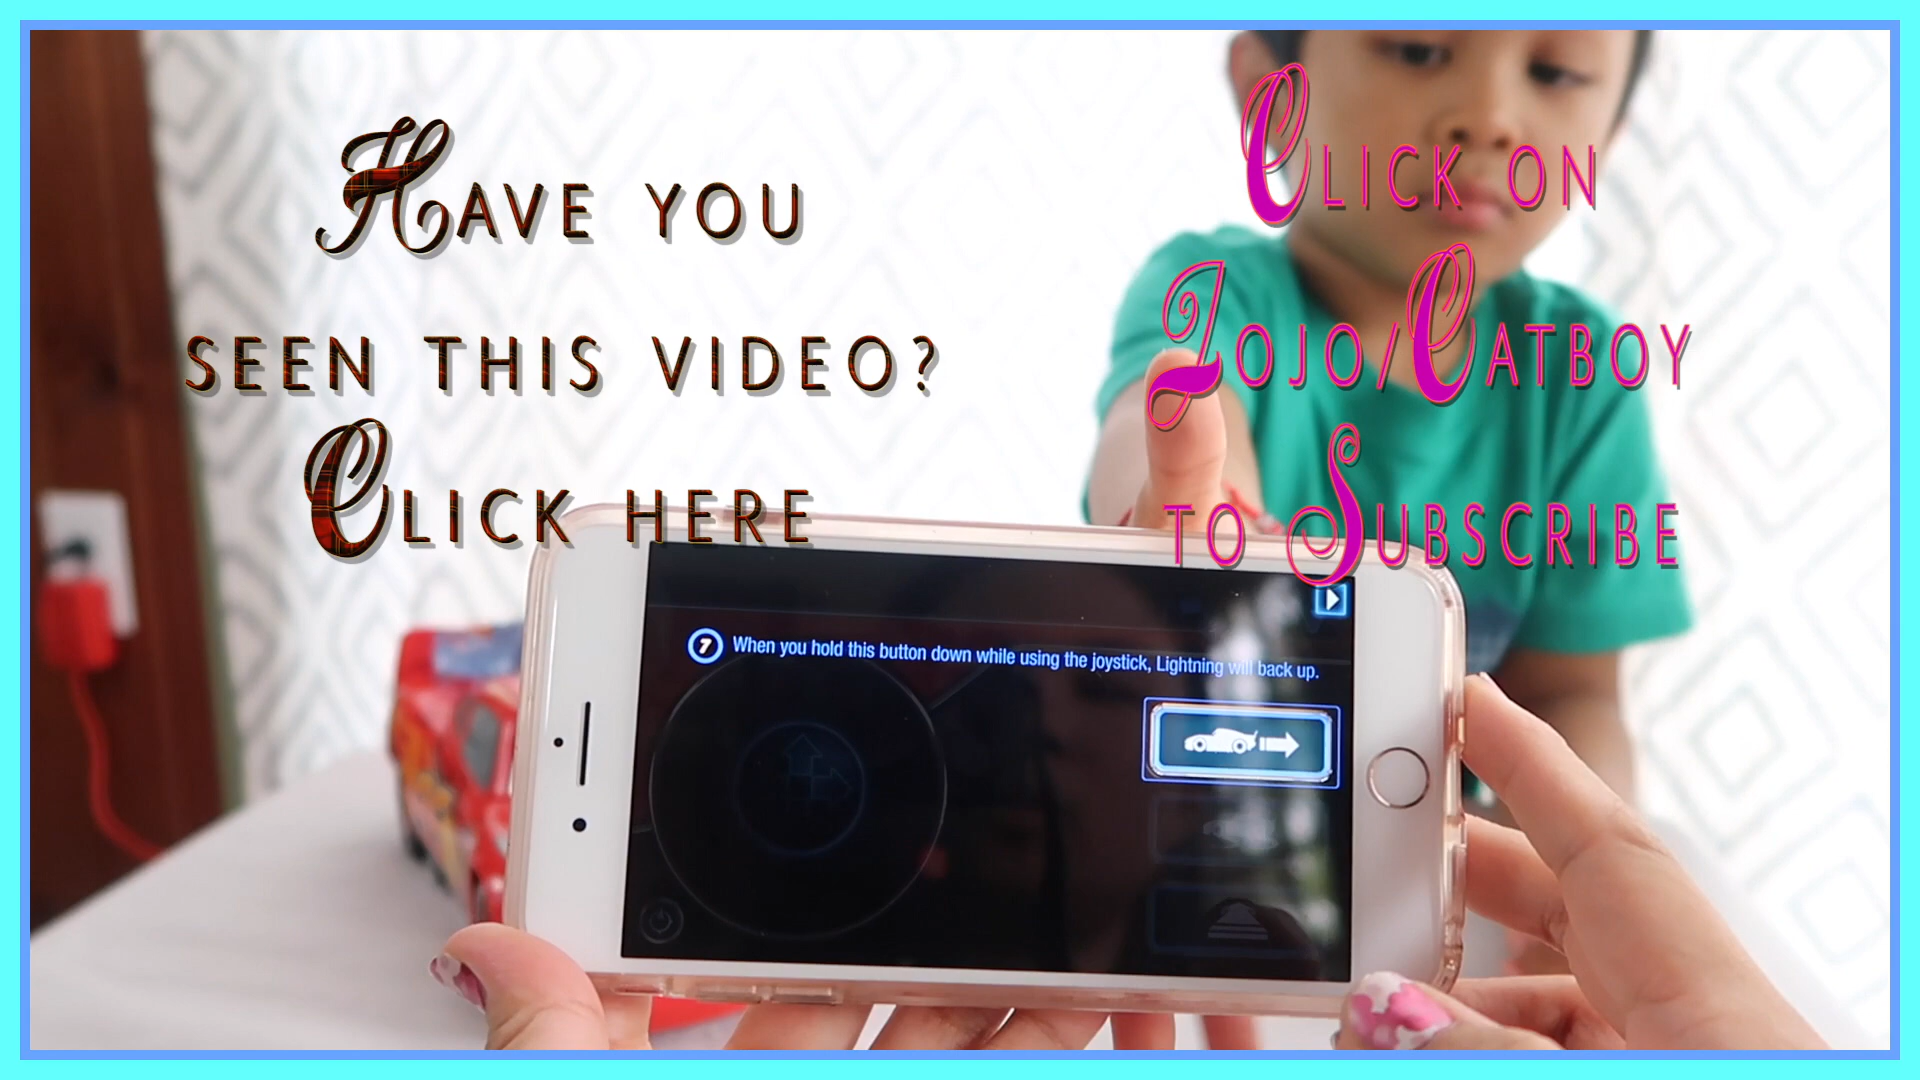 Have you
seen this video?
Click here
Click on
Jojo/Catboy
to Subscribe
7 When you hold this button down while using the joystick, Lightning will back up.